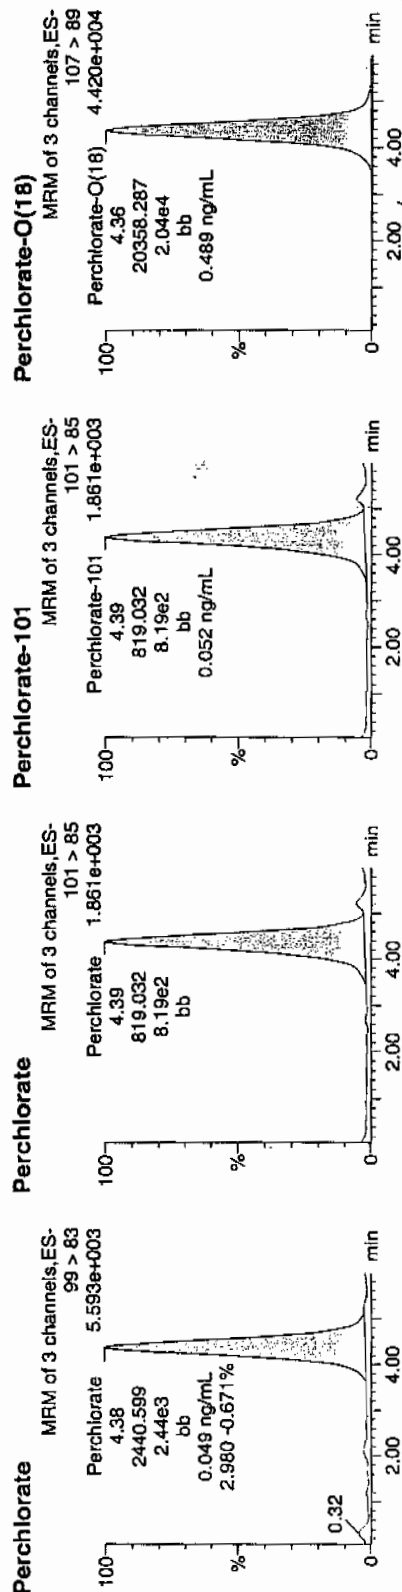 Perchlorate
MRM of 3 channels,ES-
99 > 83
5.593e+003
100
Perchlorate
4.38
2440.599
2.44e3
bb
0.049 ng/mL
2.980 -0.671%
%
0.32
0
2.00
4.00
min
Perchlorate
MRM of 3 channels,ES-
101 > 85
1.861e+003
100
Perchlorate
4.39
819.032
8.19e2
bb
%
0
2.00
4.00
min
Perchlorate-101
MRM of 3 channels,ES-
101 > 85
1.861e+003
100
Perchlorate-101
4.39
819.032
8.19e2
bb
0.052 ng/mL
%
0
2.00
4.00
min
Perchlorate-O(18)
MRM of 3 channels,ES-
107 > 89
4.420e+004
100
Perchlorate-O(18)
4.36
20358.287
2.04e4
bb
0.489 ng/mL
%
0
2.00
4.00
min